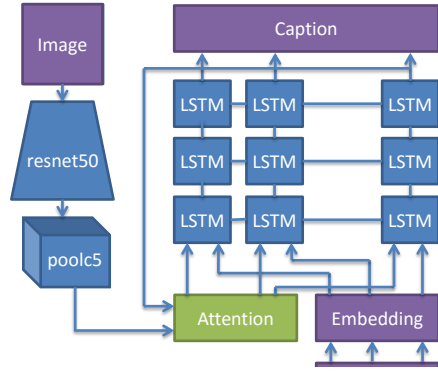 Image
Caption
resnet50
LSTM LSTM LSTM
LSTM LSTM LSTM
LSTM LSTM LSTM
poolc5
Attention
Embedding